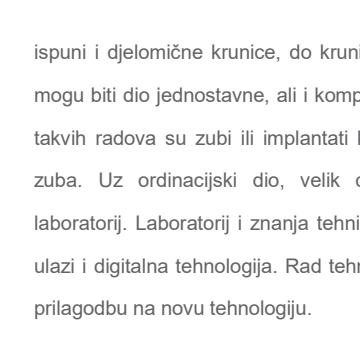 ispuni i djelomične krunice, do kruni
mogu biti dio jednostavne, ali i komp
takvih radova su zubi ili implantati
zuba. Uz ordinacijski dio, velik
laboratorij. Laboratorij i znanja tehni
ulazi i digitalna tehnologija. Rad teh
prilagodbu na novu tehnologiju.